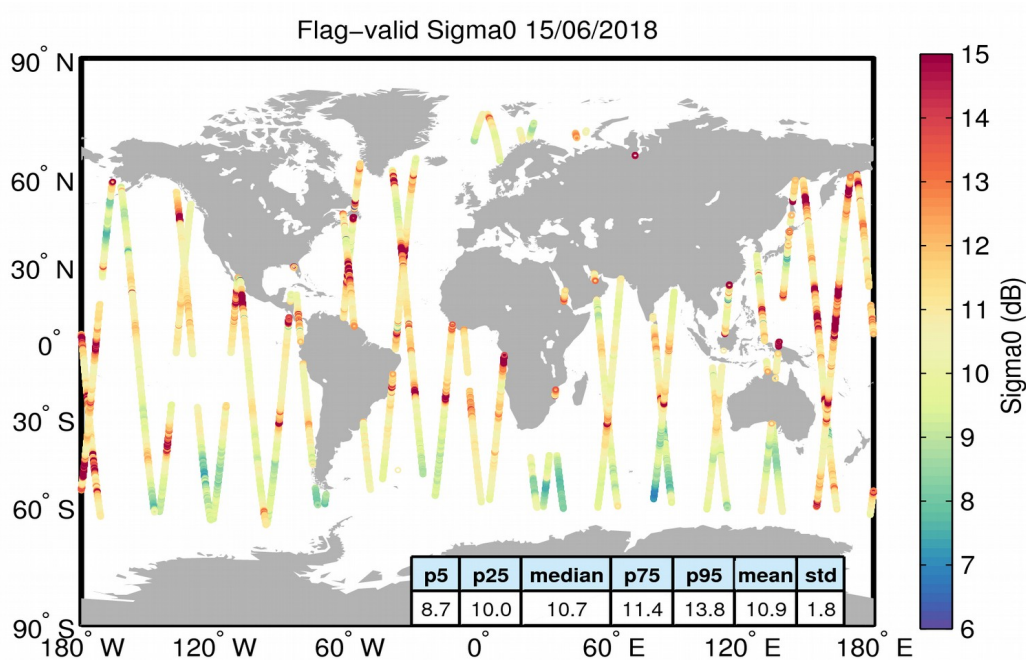 Flag−valid Sigma0 15/06/2018
90° N
60° N
30° N
0°
30° S
60° S
90° S
180° W 120° W 60° W 0° 60° E 120° E 180° E
p5 p25 median p75 p95 mean std
8.7 10.0 10.7 11.4 13.8 10.9 1.8
15
14
13
12
11
10
9
8
7
6
Sigma0 (dB)